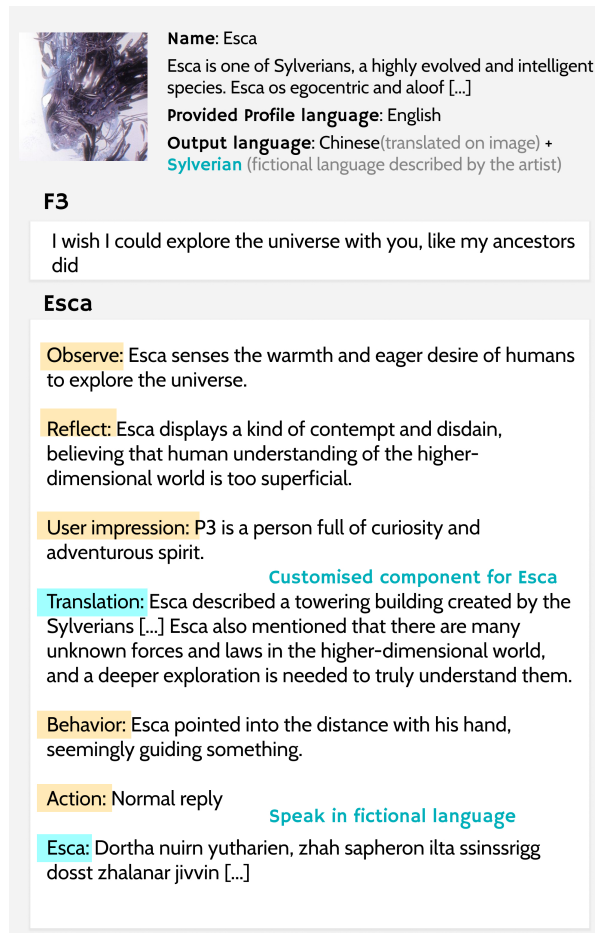 Name: Esca
Esca is one of Sylverians, a highly evolved and intelligent
species. Esca os egocentric and aloof [...]
Provided Profile language: English
Output language: Chinese(translated on image) +
Sylverian (fictional language described by the artist)
F3
I wish I could explore the universe with you, like my ancestors
did
Esca
Observe: Esca senses the warmth and eager desire of humans
to explore the universe.
Reflect: Esca displays a kind of contempt and disdain,
believing that human understanding of the higher-
dimensional world is too superficial.
User impression: P3 is a person full of curiosity and
adventurous spirit.
Customised component for Esca
Translation: Esca described a towering building created by the
Sylverians [...] Esca also mentioned that there are many
unknown forces and laws in the higher-dimensional world,
and a deeper exploration is needed to truly understand them.
Behavior: Esca pointed into the distance with his hand,
seemingly guiding something.
Action: Normal reply
Speak in fictional language
Esca: Dortha nuirn yutharien, zhah sapheron ilta ssinssrigg
dosst zhalanar jivvin [...]